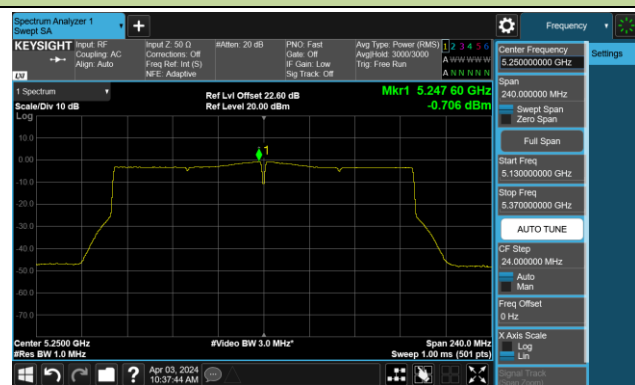 Spectrum Analyzer 1
Swept SA
+
Frequency
KEYSIGHT
Input: RF
Coupling: AC
Align: Auto
Input Z: 50 Ω
Corrections: Off
Freq Ref: Int (S)
NFE: Adaptive
#Atten: 20 dB
PNO: Fast
Gate: Off
IF Gain: Low
Sig Track: Off
Avg Type: Power (RMS)
Avg|Hold: 3000/3000
Trig: Free Run
1 2 3 4 5 6
A W W W W W
A N N N N N
LXI
1 Spectrum
Scale/Div 10 dB
Log
Ref Lvl Offset 22.60 dB
Ref Level 20.00 dBm
Mkr1 5.247 60 GHz
-0.706 dBm
1
10.0
0.00
-10.0
-20.0
-30.0
-40.0
-50.0
-60.0
-70.0
Center 5.2500 GHz
#Res BW 1.0 MHz
#Video BW 3.0 MHz*
Span 240.0 MHz
Sweep 1.00 ms (501 pts)
Center Frequency
5.250000000 GHz
Settings
Span
240.000000 MHz
Swept Span
Zero Span
Full Span
Start Freq
5.130000000 GHz
Stop Freq
5.370000000 GHz
AUTO TUNE
CF Step
24.000000 MHz
Auto
Man
Freq Offset
0 Hz
X Axis Scale
Log
Lin
Signal Track
(Span Zoom)
?
Apr 03, 2024
10:37:44 AM